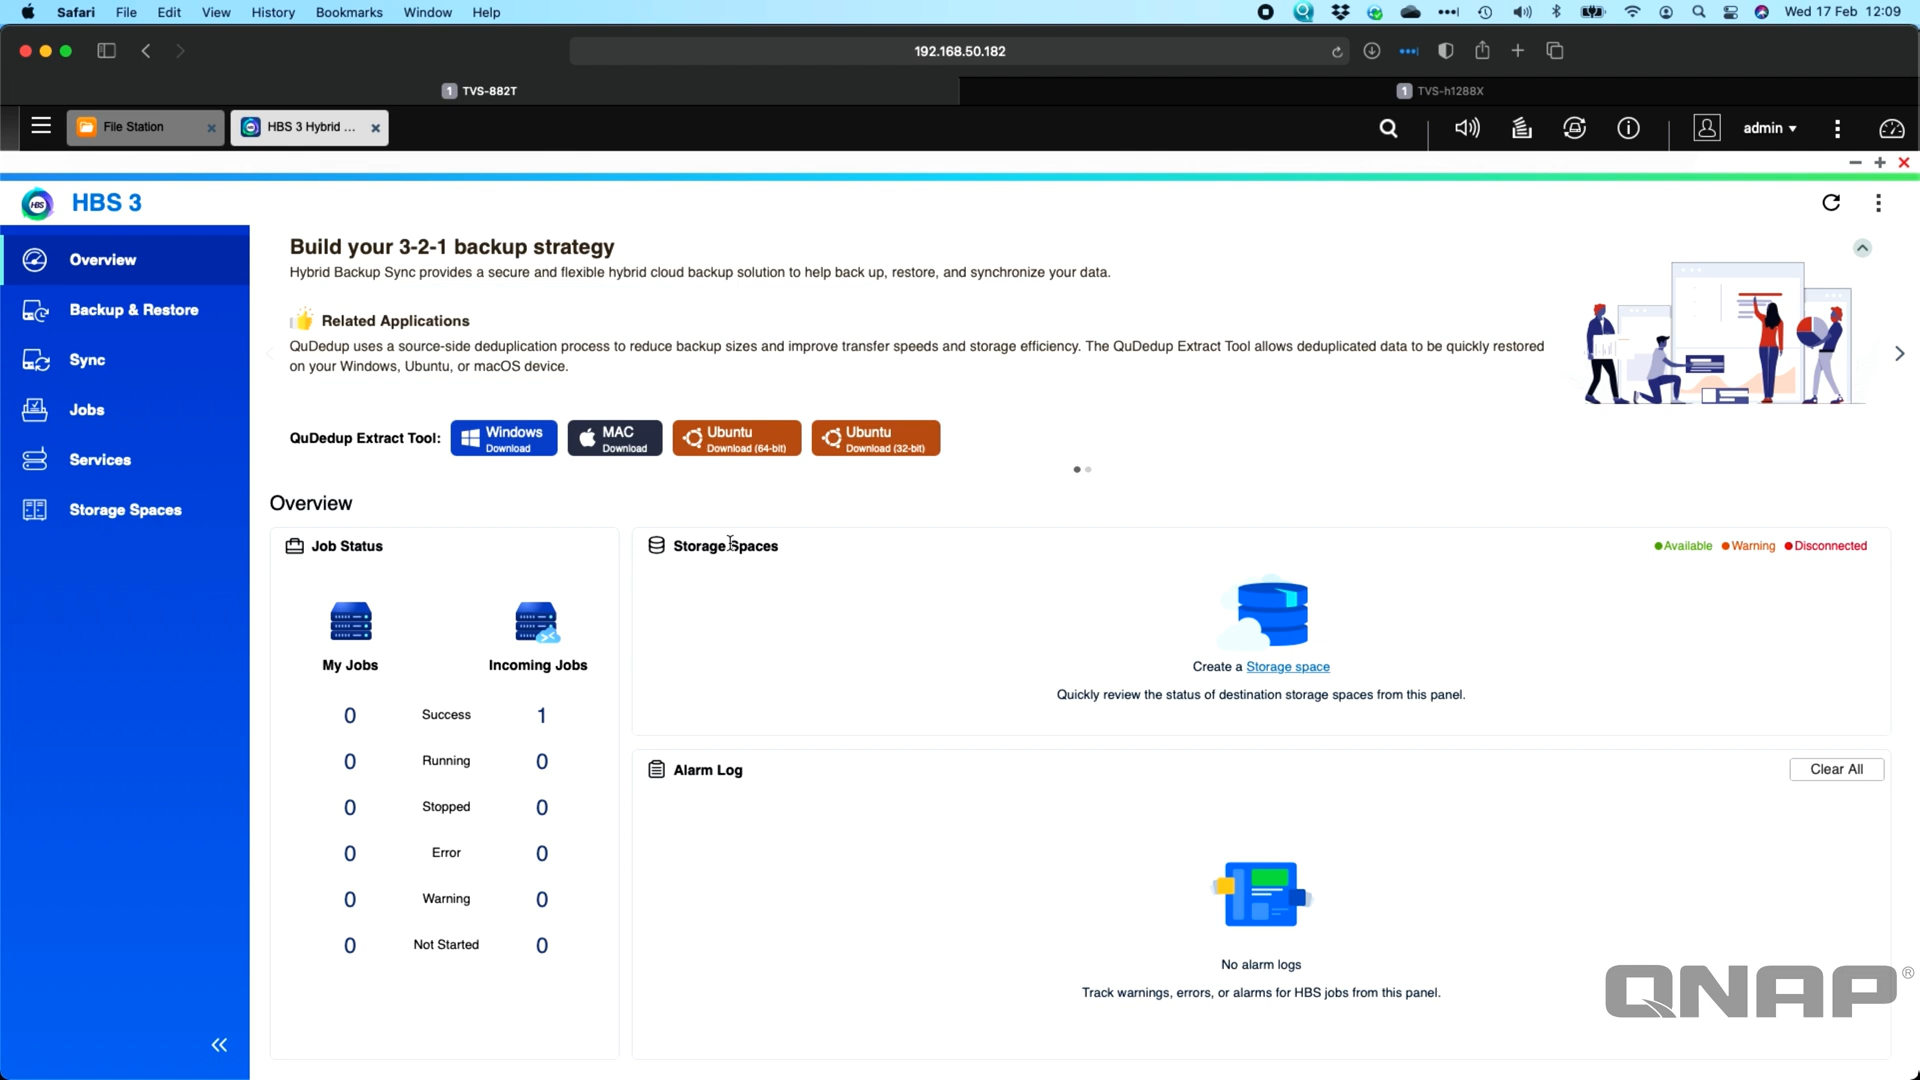 Safari File Edit View History Bookmarks Window Help Wed 17 Feb 12:09
192.168.50.182
1 TVS-882T 1 TVS-h1288X
File Station HBS 3 Hybrid ... admin
HBS HBS 3
Overview
Backup & Restore
Sync
Jobs
Services
Storage Spaces
Build your 3-2-1 backup strategy
Hybrid Backup Sync provides a secure and flexible hybrid cloud backup solution to help back up, restore, and synchronize your data.
Related Applications
QuDedup uses a source-side deduplication process to reduce backup sizes and improve transfer speeds and storage efficiency. The QuDedup Extract Tool allows deduplicated data to be quickly restored
on your Windows, Ubuntu, or macOS device.
QuDedup Extract Tool:
Windows
Download
MAC
Download
Ubuntu
Download (64-bit)
Ubuntu
Download (32-bit)
Overview
Job Status
My Jobs Incoming Jobs
0 Success 1
0 Running 0
0 Stopped 0
0 Error 0
0 Warning 0
0 Not Started 0
Storage Spaces Available Warning Disconnected
Create a Storage space
Quickly review the status of destination storage spaces from this panel.
Alarm Log Clear All
No alarm logs
Track warnings, errors, or alarms for HBS jobs from this panel.
QNAP®